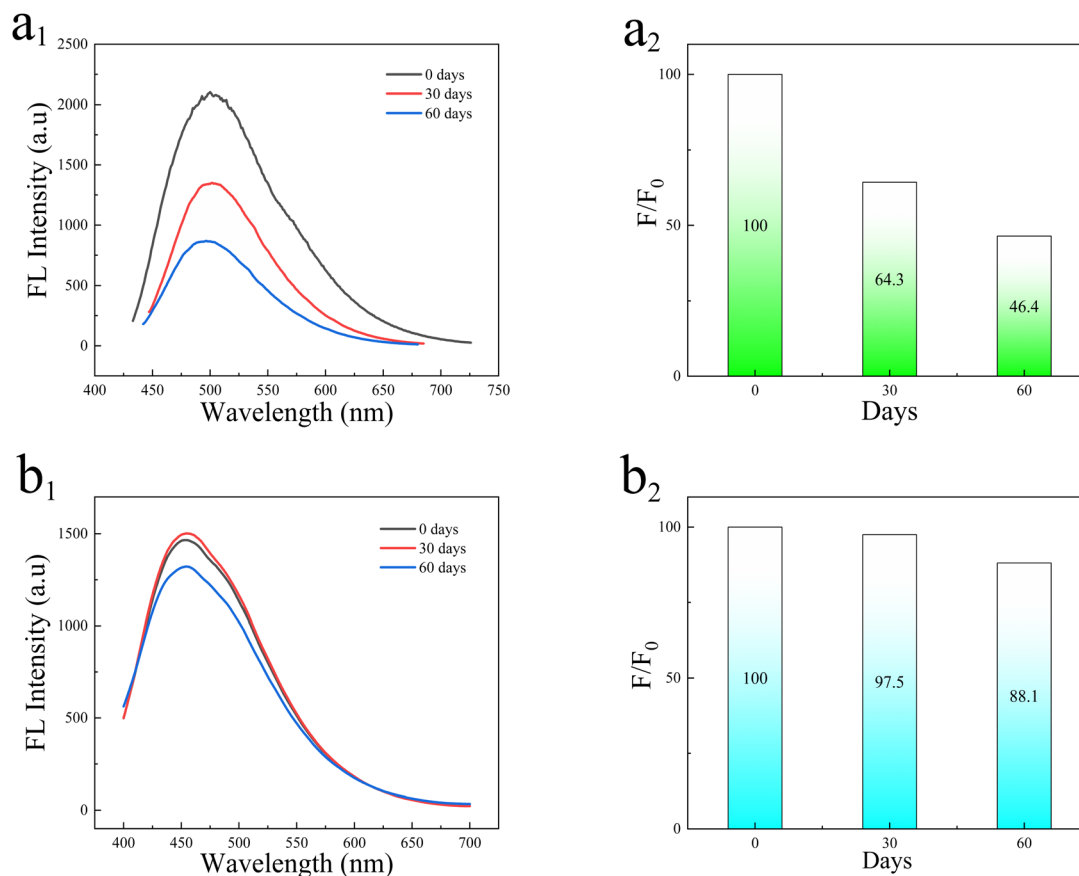 a1
2500
2000
1500
1000
500
0
FL Intensity (a.u)
0 days
30 days
60 days
400 450 500 550 600 650 700 750
Wavelength (nm)
a2
100
50
0
F/F0
100
64.3
46.4
0 30 60
Days
b1
1500
1000
500
0
FL Intensity (a.u)
0 days
30 days
60 days
400 450 500 550 600 650 700
Wavelength (nm)
b2
100
50
0
F/F0
100
97.5
88.1
0 30 60
Days